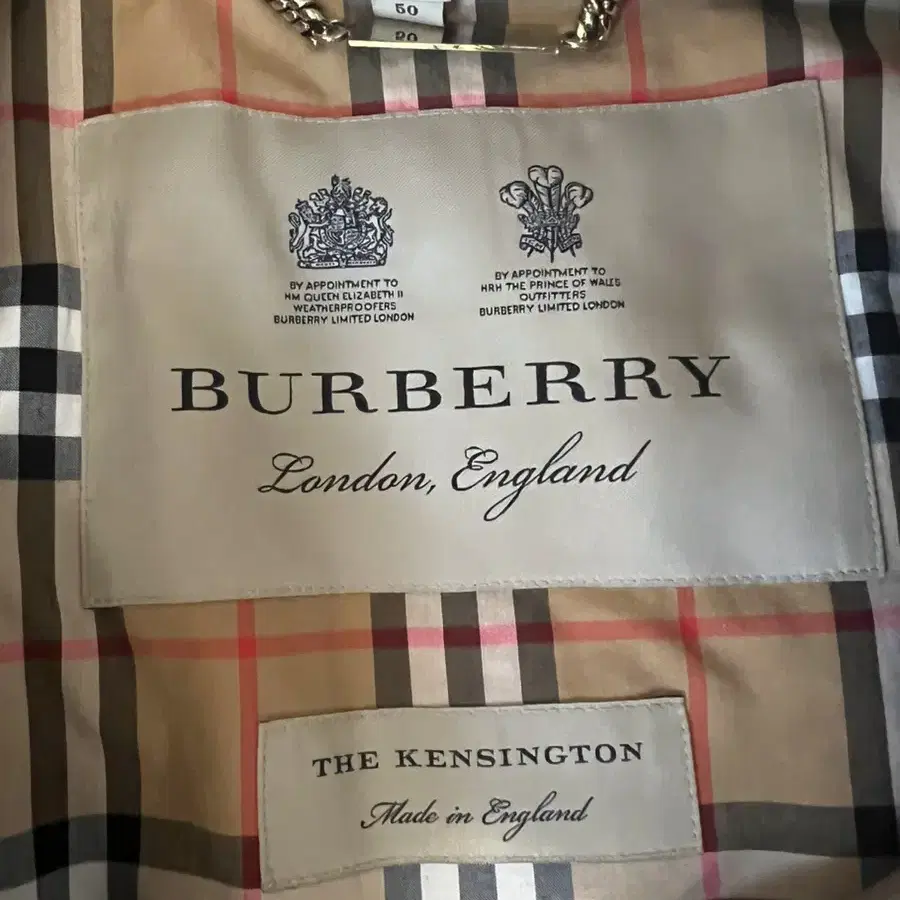 50
20
BY APPOINTMENT TO
HM QUEEN ELIZABETH II
WEATHERPROOFERS
BURBERRY LIMITED LONDON
BY APPOINTMENT TO
HRH THE PRINCE OF WALES
OUTFITTERS
BURBERRY LIMITED LONDON
BURBERRY
London, England
THE KENSINGTON
Made in England